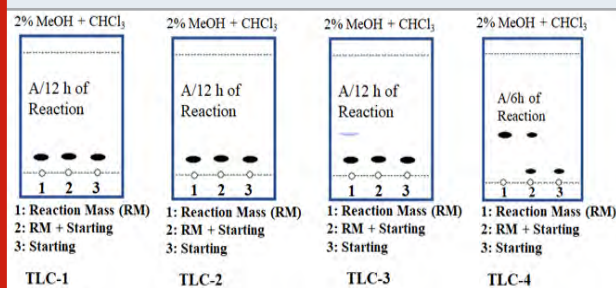 2% MeOH + CHCl₃
A/12 h of
Reaction
1 2 3
1: Reaction Mass (RM)
2: RM + Starting
3: Starting
TLC-1
2% MeOH + CHCl₃
A/12 h of
Reaction
1 2 3
1: Reaction Mass (RM)
2: RM + Starting
3: Starting
TLC-2
2% MeOH + CHCl₃
A/12 h of
Reaction
1 2 3
1: Reaction Mass (RM)
2: RM + Starting
3: Starting
TLC-3
2% MeOH + CHCl₃
A/6h of
Reaction
1 2 3
1: Reaction Mass (RM)
2: RM + Starting
3: Starting
TLC-4